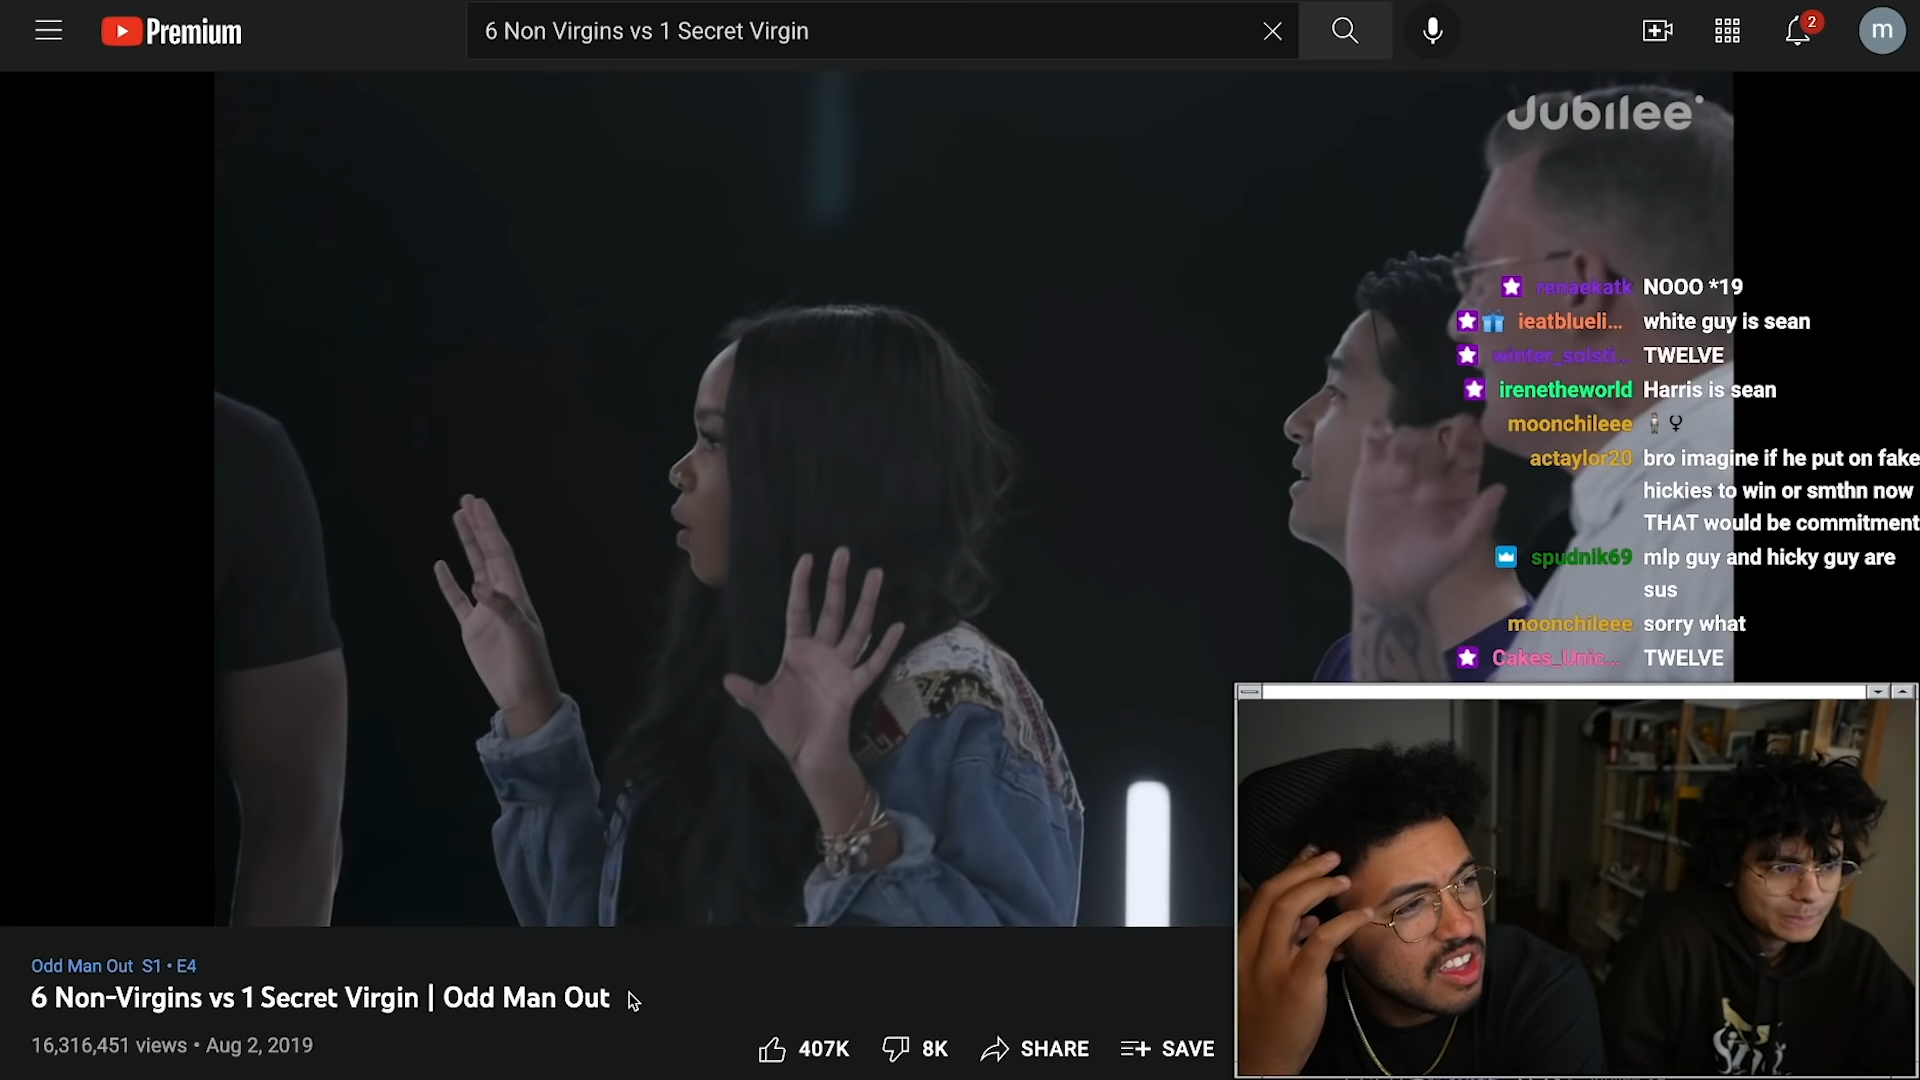 Premium
6 Non Virgins vs 1 Secret Virgin
2
m
Jubilee
renaekatk NOOO *19
ieatblueli... white guy is sean
winter_solsti... TWELVE
irenetheworld Harris is sean
moonchileee
actaylor20 bro imagine if he put on fake
hickies to win or smthn now
THAT would be commitment
spudnik69 mlp guy and hicky guy are
sus
moonchileee sorry what
Cakes_Unic... TWELVE
Odd Man Out S1 • E4
6 Non-Virgins vs 1 Secret Virgin | Odd Man Out
16,316,451 views • Aug 2, 2019
407K
8K
SHARE
SAVE